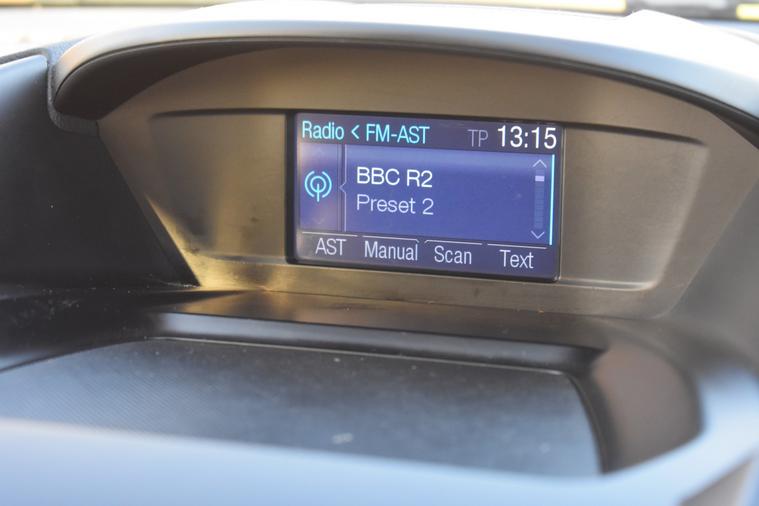 Radio < FM-AST TP 13:15
BBC R2
Preset 2
AST Manual Scan Text